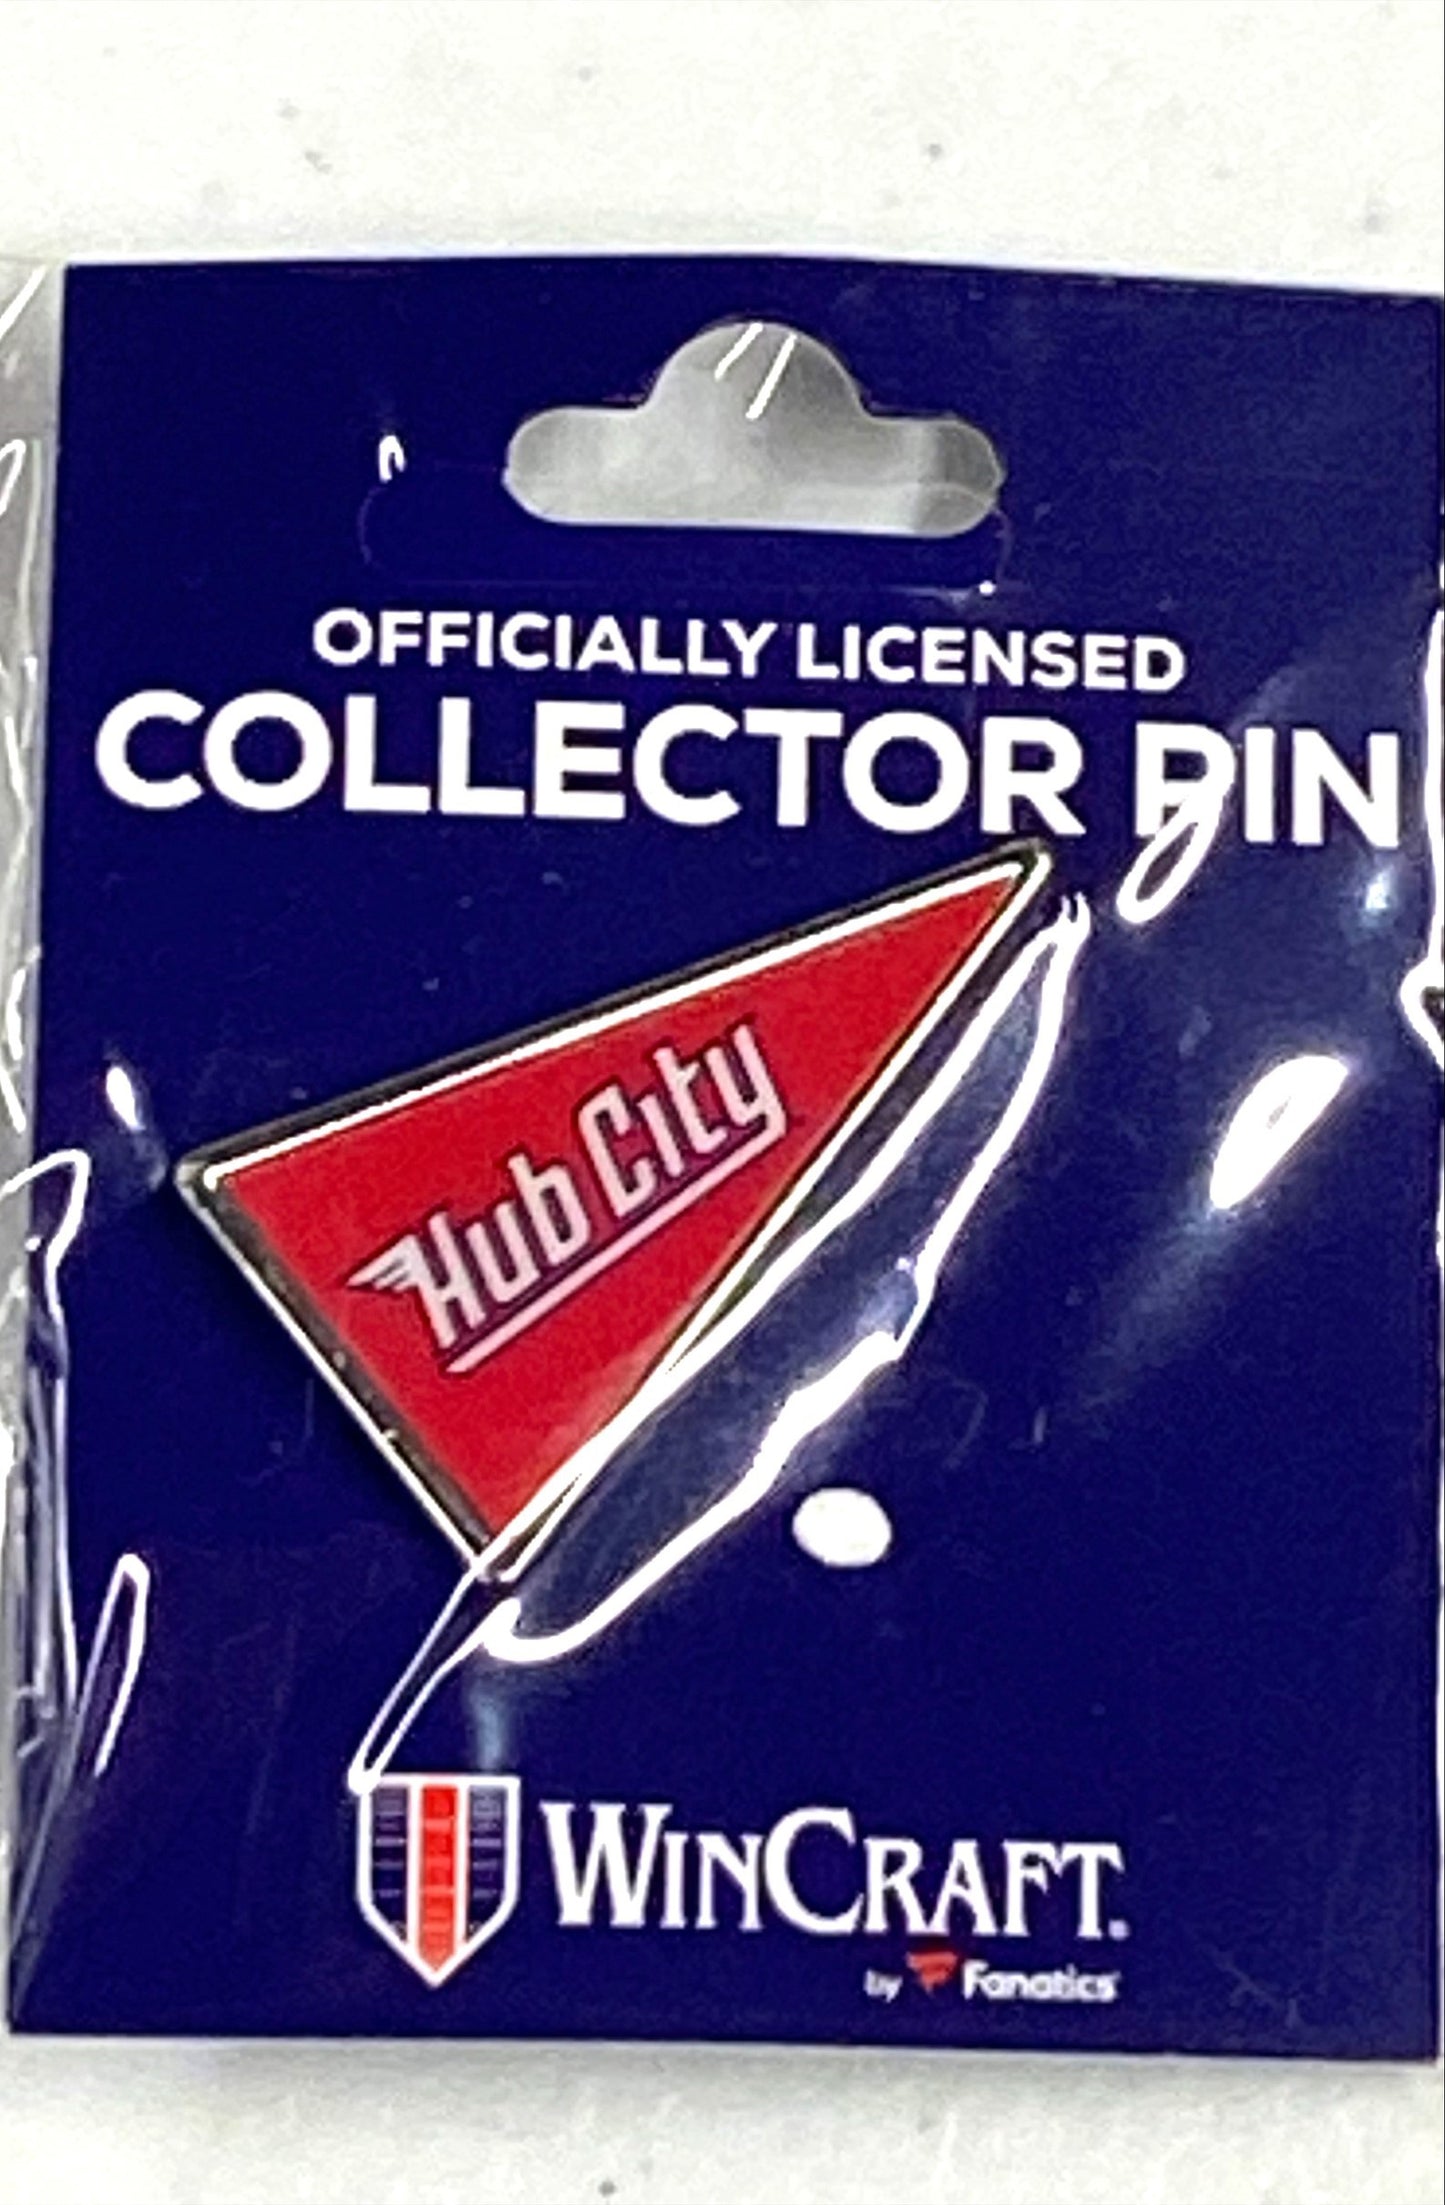 OFFICIALLY LICENSED
COLLECTOR PIN
Hub City
WINCRAFT.
by Fanatics